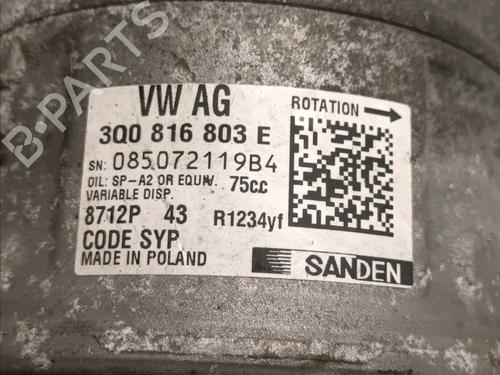 B-PARTS
VW AG
3Q0 816 803 E
SN: 085072119B4
OIL: SP-A2 OR EQUIV. 75cc
VARIABLE DISP.
8712P 43 R1234yf
CODE SYP
MADE IN POLAND
ROTATION
SANDEN